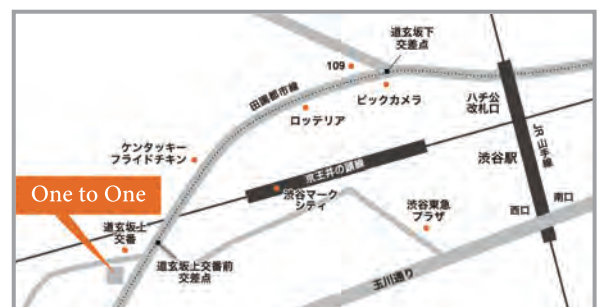 道玄坂下
交差点
109
田園都市線
ビックカメラ
ロッテリア
ハチ公
改札口
JR 山手線
ケンタッキー
フライドチキン
京王井の頭線
渋谷駅
One to One
渋谷マーク
シティ
渋谷東急
プラザ
南口
西口
道玄坂上
交番
道玄坂上交番前
交差点
玉川通り